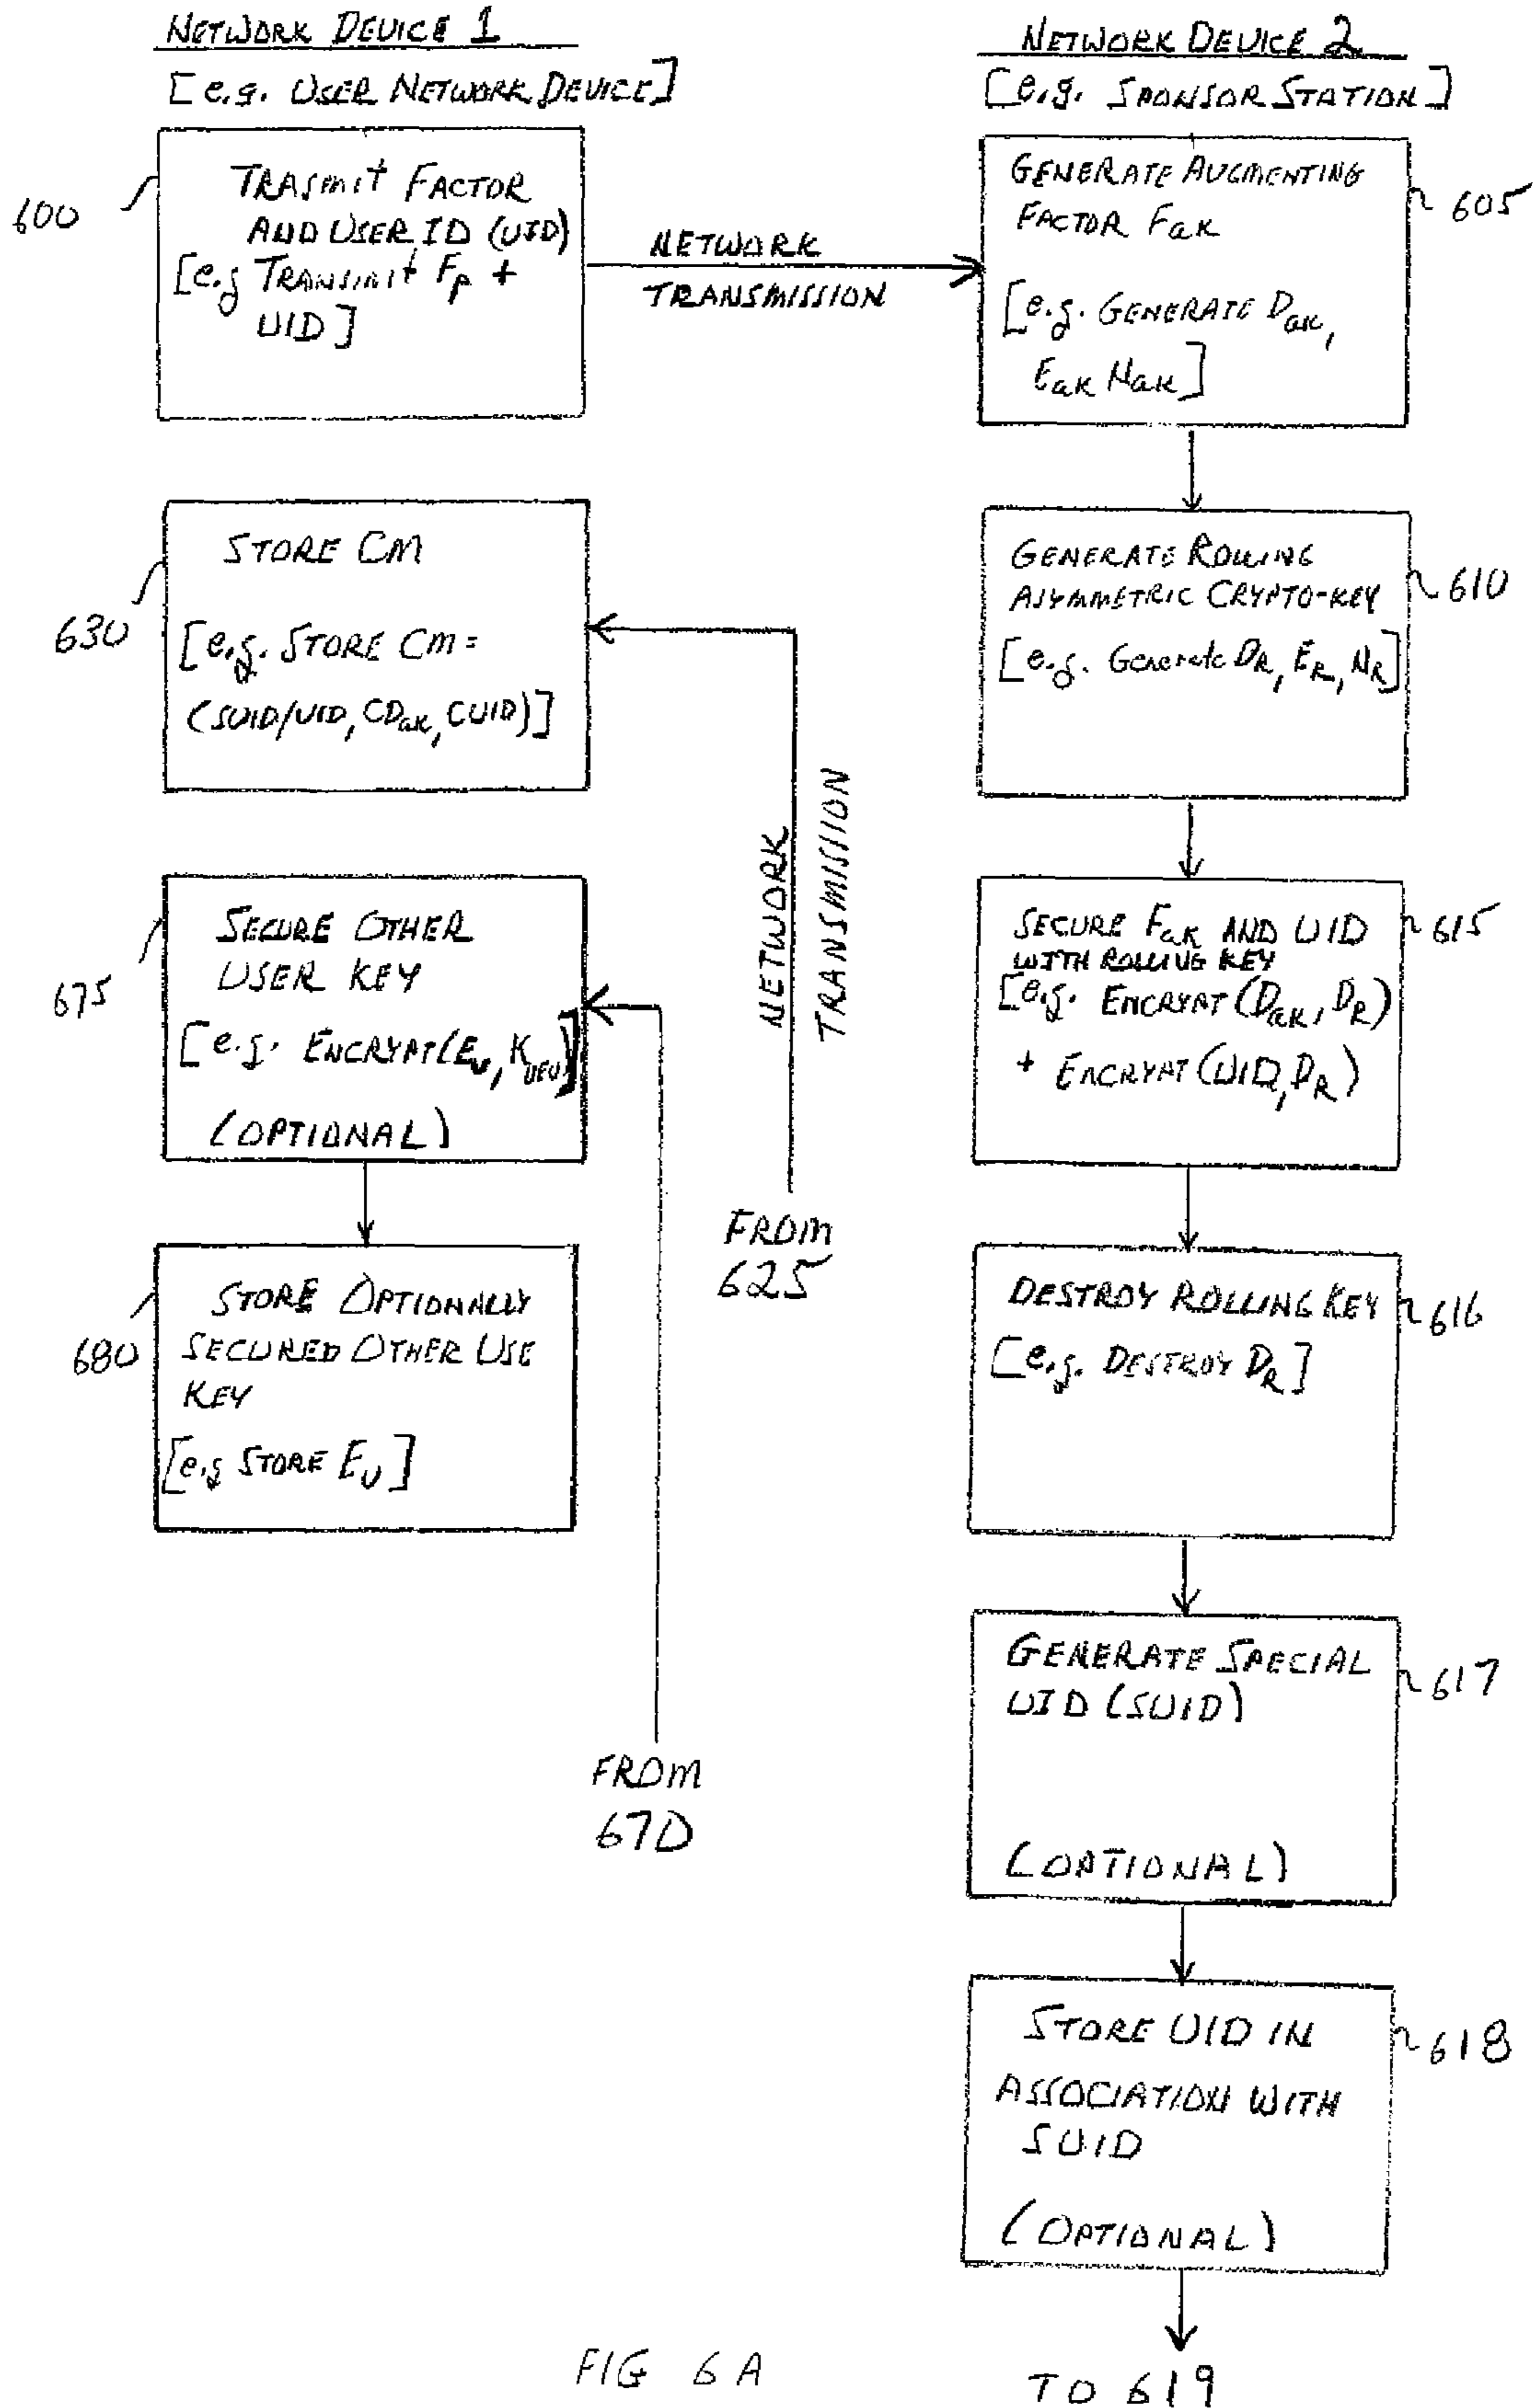 NETWORK DEVICE 1
[e.g. USER NETWORK DEVICE]
600
TRASMIT FACTOR
AND USER ID (UID)
[e.g TRANSMIT Fp +
UID]
NETWORK
TRANSMISSION
630
STORE CM
[e.g. STORE CM =
(SUID/UID, CDak, CUID)]
675
SECURE OTHER
USER KEY
[e.g. ENCRYPT(EU, KUEU)]
(OPTIONAL)
680
STORE OPTIONALLY
SECURED OTHER USE
KEY
[e.g STORE EU]
NETWORK
TRANSMISSION
FROM
625
FROM
670
NETWORK DEVICE 2
[e.g. SPONSOR STATION]
605
GENERATE AUGMENTING
FACTOR Fak
[e.g. GENERATE Dak,
Eak Nak]
610
GENERATE ROLLING
ASYMMETRIC CRYPTO-KEY
[e.g. Generate DR, ER, NR]
615
SECURE Fak AND UID
WITH ROLLING KEY
[e.g. ENCRYPT(Dak, DR)
+ ENCRYPT(UID, DR)
616
DESTROY ROLLING KEY
[e.g. DESTROY DR]
617
GENERATE SPECIAL
UID (SUID)
(OPTIONAL)
618
STORE UID IN
ASSOCIATION WITH
SUID
(OPTIONAL)
TO 619
FIG 6A